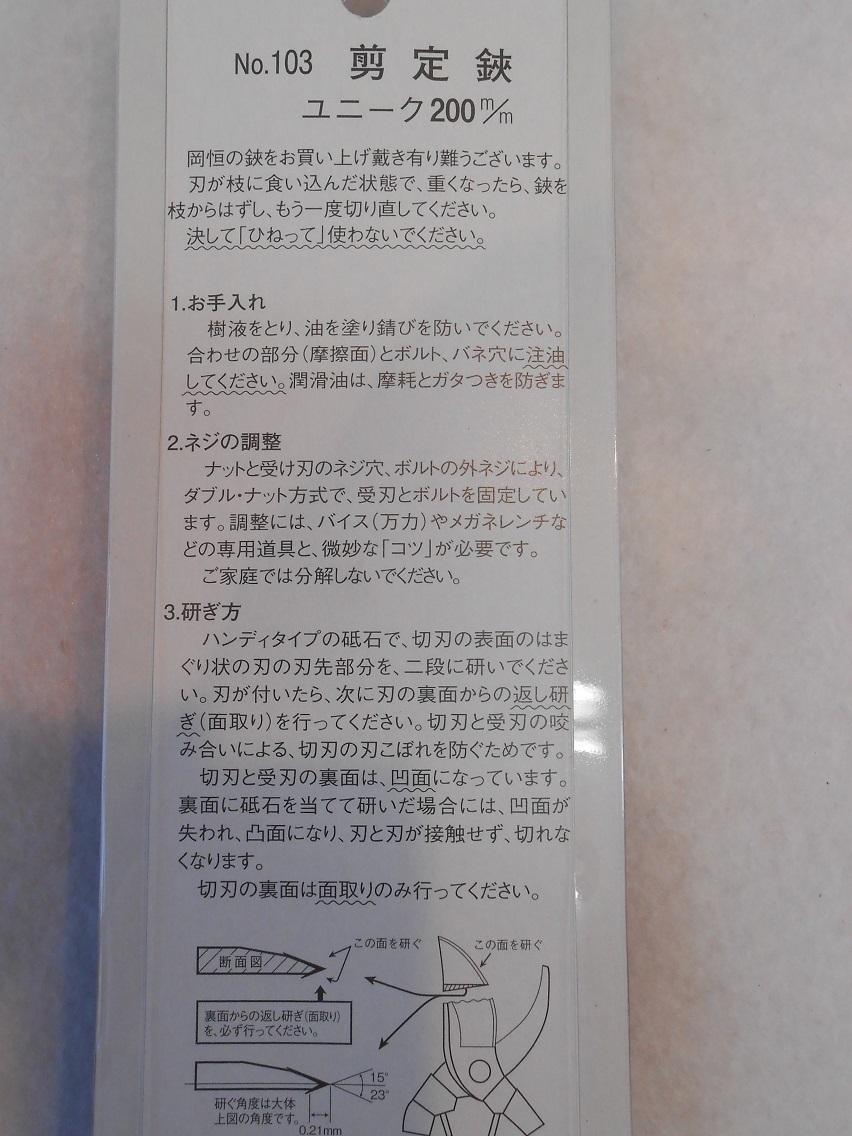 No.103 剪定鋏
ユニーク200m/m
岡恒の鋏をお買い上げ戴き有り難うございます。
刃が枝に食い込んだ状態で、重くなったら、鋏を
枝からはずし、もう一度切り直してください。
決して「ひねって」使わないでください。
1.お手入れ
樹液をとり、油を塗り錆びを防いでください。
合わせの部分(摩擦面)とボルト、バネ穴に注油
してください。潤滑油は、摩耗とガタつきを防ぎま
す。
2.ネジの調整
ナットと受け刃のネジ穴、ボルトの外ネジにより、
ダブル・ナット方式で、受刃とボルトを固定してい
ます。調整には、バイス(万力)やメガネレンチな
どの専用道具と、微妙な「コツ」が必要です。
ご家庭では分解しないでください。
3.研ぎ方
ハンディタイプの砥石で、切刃の表面のはま
ぐり状の刃の刃先部分を、二段に研いでくださ
い。刃が付いたら、次に刃の裏面からの返し研
ぎ(面取り)を行ってください。切刃と受刃の咬
み合いによる、切刃の刃こぼれを防ぐためです。
切刃と受刃の裏面は、凹面になっています。
裏面に砥石を当てて研いだ場合には、凹面が
失われ、凸面になり、刃と刃が接触せず、切れな
くなります。
切刃の裏面は面取りのみ行ってください。
この面を研ぐ
この面を研ぐ
断面図
裏面からの返し研ぎ(面取り)
を、必ず行ってください。
15°
23°
研ぐ角度は大体
上図の角度です。
0.21mm